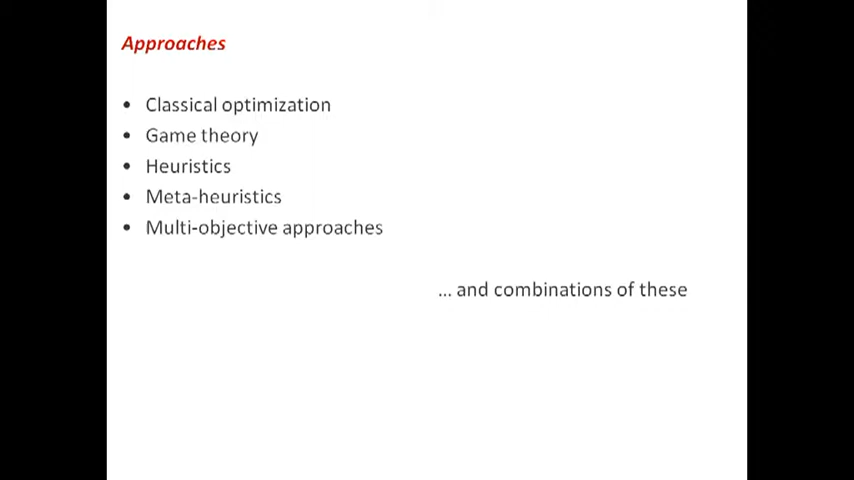 Approaches
• Classical optimization
• Game theory
• Heuristics
• Meta-heuristics
• Multi-objective approaches
... and combinations of these